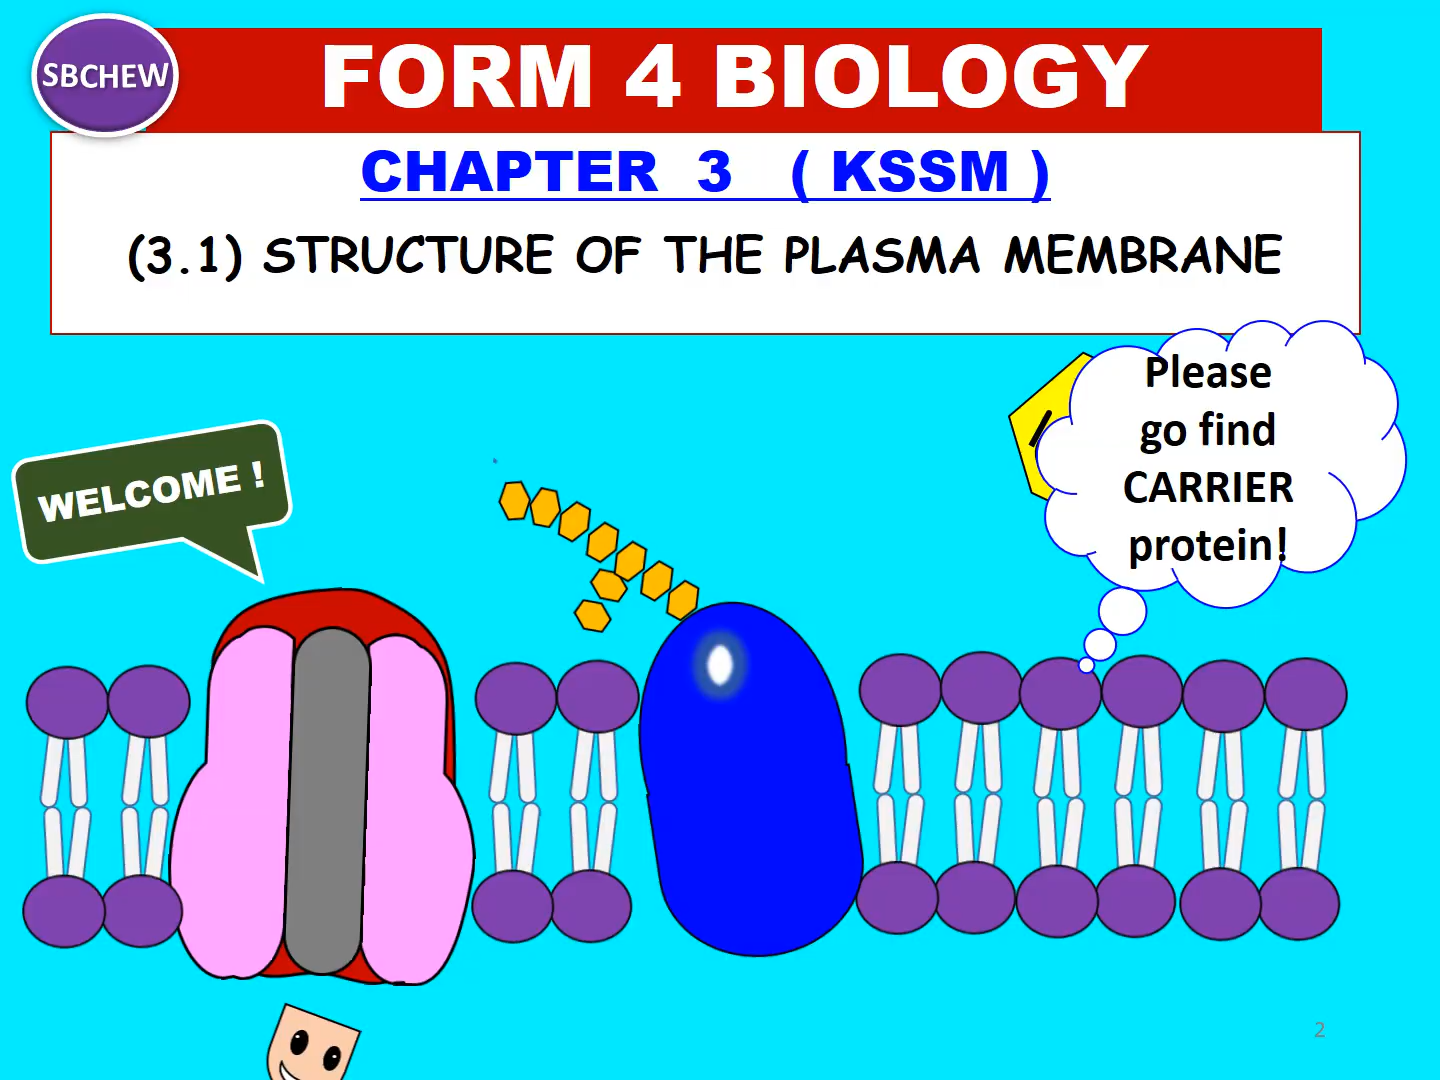 SBCHEW
FORM 4 BIOLOGY
CHAPTER 3 ( KSSM )
(3.1) STRUCTURE OF THE PLASMA MEMBRANE
Please
go find
CARRIER
protein!
WELCOME !
2